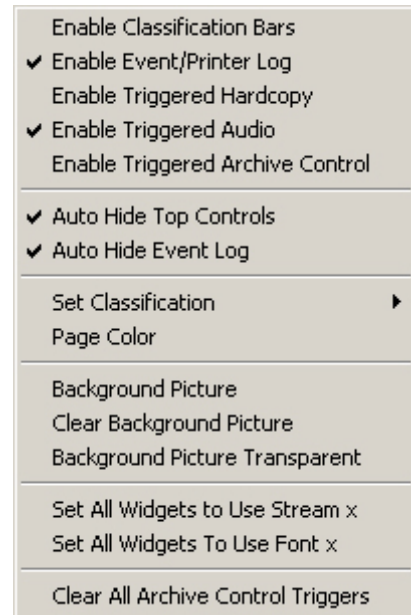 Enable Classification Bars
Enable Event/Printer Log
Enable Triggered Hardcopy
Enable Triggered Audio
Enable Triggered Archive Control
Auto Hide Top Controls
Auto Hide Event Log
Set Classification
Page Color
Background Picture
Clear Background Picture
Background Picture Transparent
Set All Widgets to Use Stream x
Set All Widgets To Use Font x
Clear All Archive Control Triggers